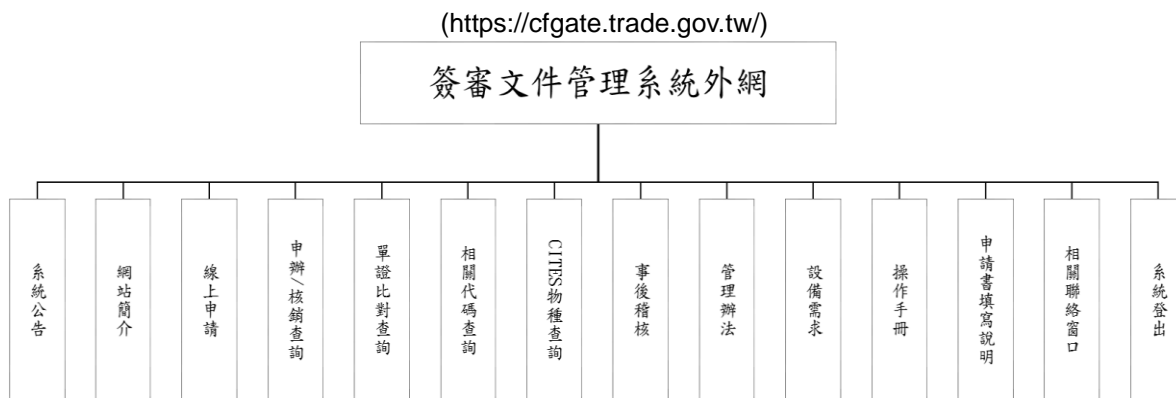 (https://cfgate.trade.gov.tw/)
簽審文件管理系統外網
系統公告
網站簡介
線上申請
申辦/核銷查詢
單證比對查詢
相關代碼查詢
CITES物種查詢
事後稽核
管理辦法
設備需求
操作手冊
申請書填寫說明
相關聯絡窗口
系統登出